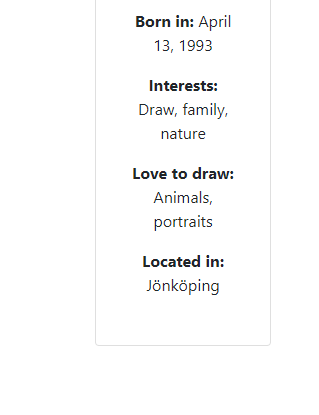 Born in: April
13, 1993
Interests:
Draw, family,
nature
Love to draw:
Animals,
portraits
Located in:
Jönköping